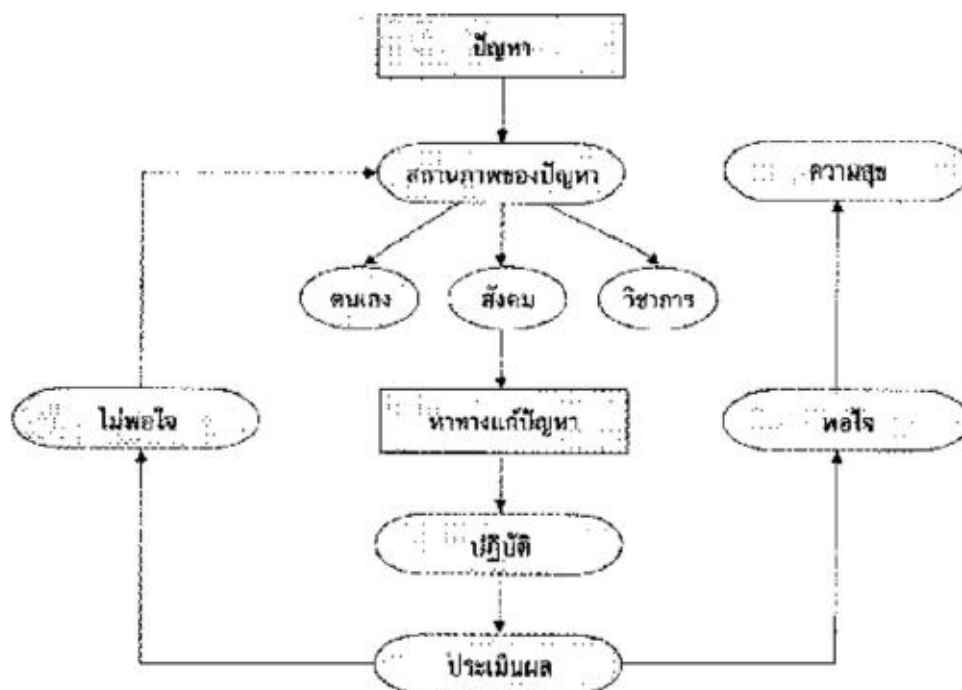 ปัญหา
สถานภาพของปัญหา
ความสุข
ตนเอง
สังคม
วิชาการ
ไม่พอใจ
หาทางแก้ปัญหา
พอใจ
ปฏิบัติ
ประเมินผล